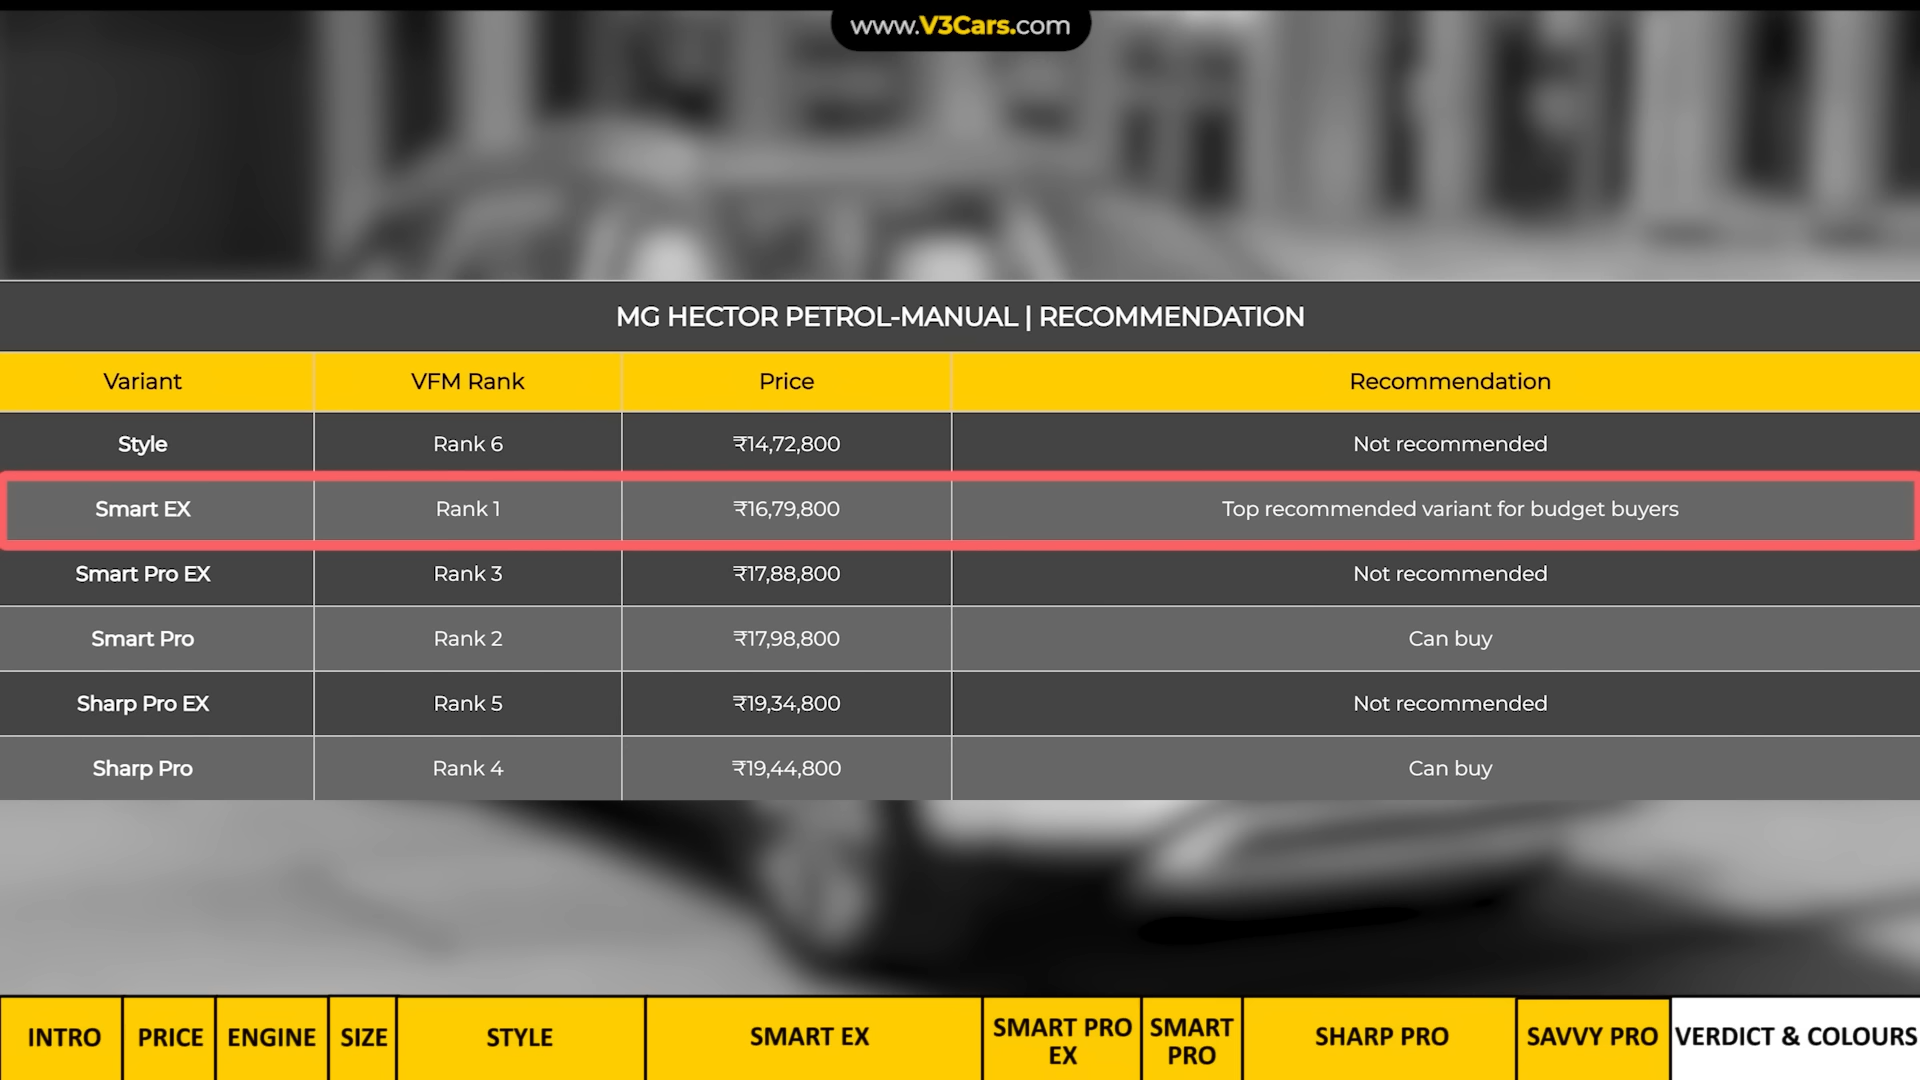 www.V3Cars.com
MG HECTOR PETROL-MANUAL | RECOMMENDATION
Variant VFM Rank Price Recommendation
Style Rank 6 ₹14,72,800 Not recommended
Smart EX Rank 1 ₹16,79,800 Top recommended variant for budget buyers
Smart Pro EX Rank 3 ₹17,88,800 Not recommended
Smart Pro Rank 2 ₹17,98,800 Can buy
Sharp Pro EX Rank 5 ₹19,34,800 Not recommended
Sharp Pro Rank 4 ₹19,44,800 Can buy
INTRO PRICE ENGINE SIZE STYLE SMART EX SMART PRO EX SMART PRO SHARP PRO SAVVY PRO VERDICT & COLOURS